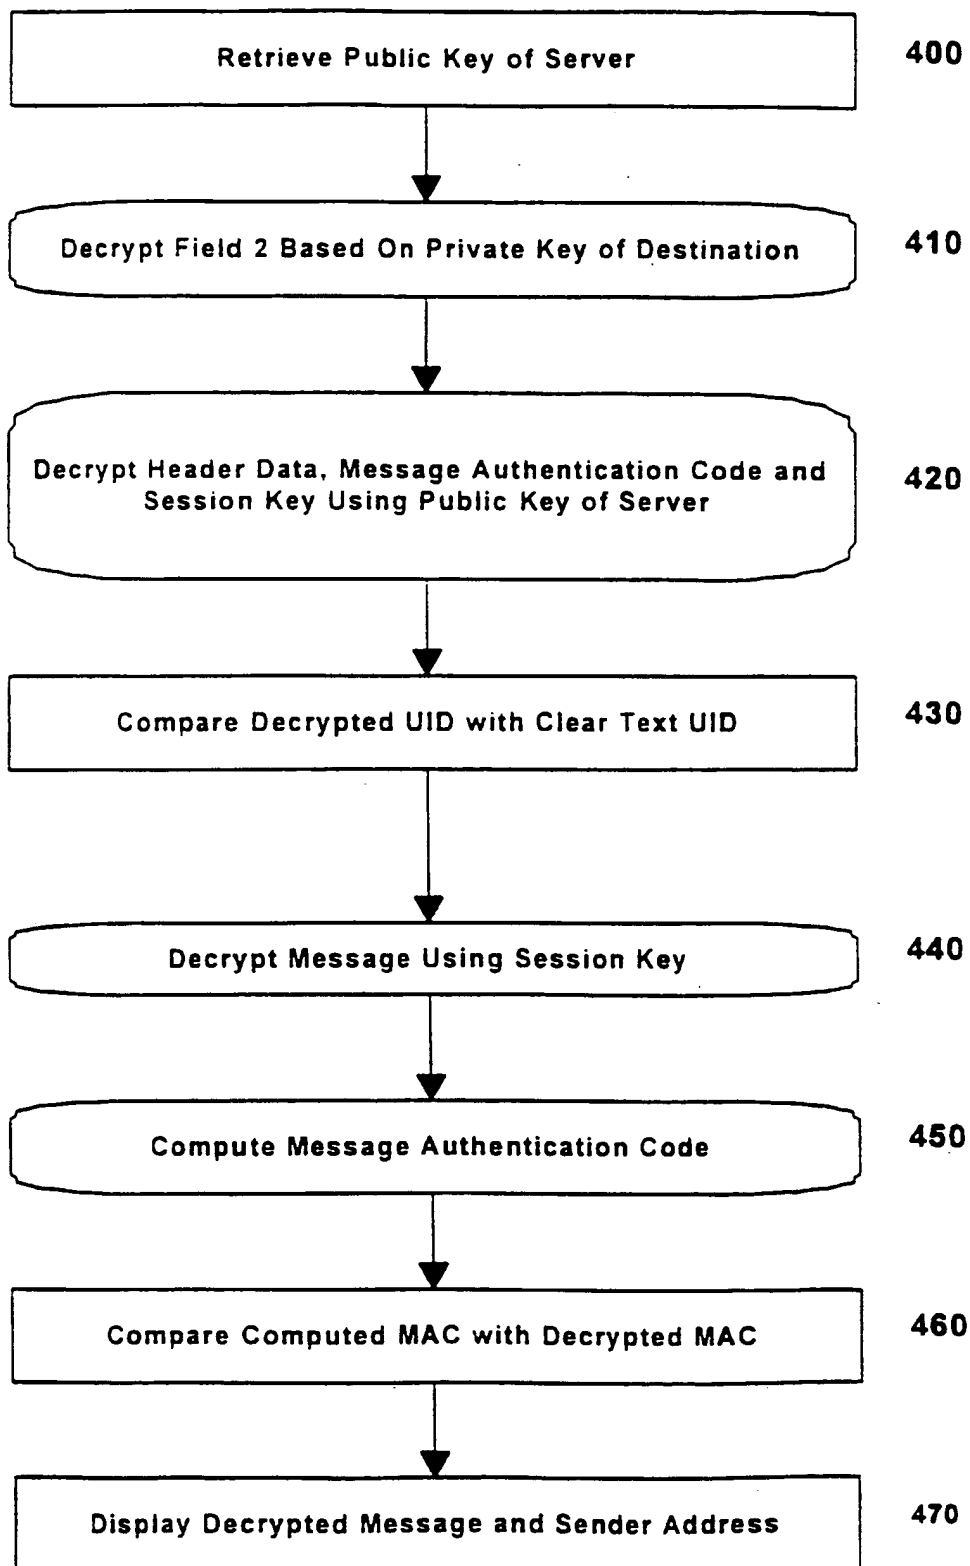 Retrieve Public Key of Server
400
Decrypt Field 2 Based On Private Key of Destination
410
Decrypt Header Data, Message Authentication Code and
Session Key Using Public Key of Server
420
Compare Decrypted UID with Clear Text UID
430
Decrypt Message Using Session Key
440
Compute Message Authentication Code
450
Compare Computed MAC with Decrypted MAC
460
Display Decrypted Message and Sender Address
470